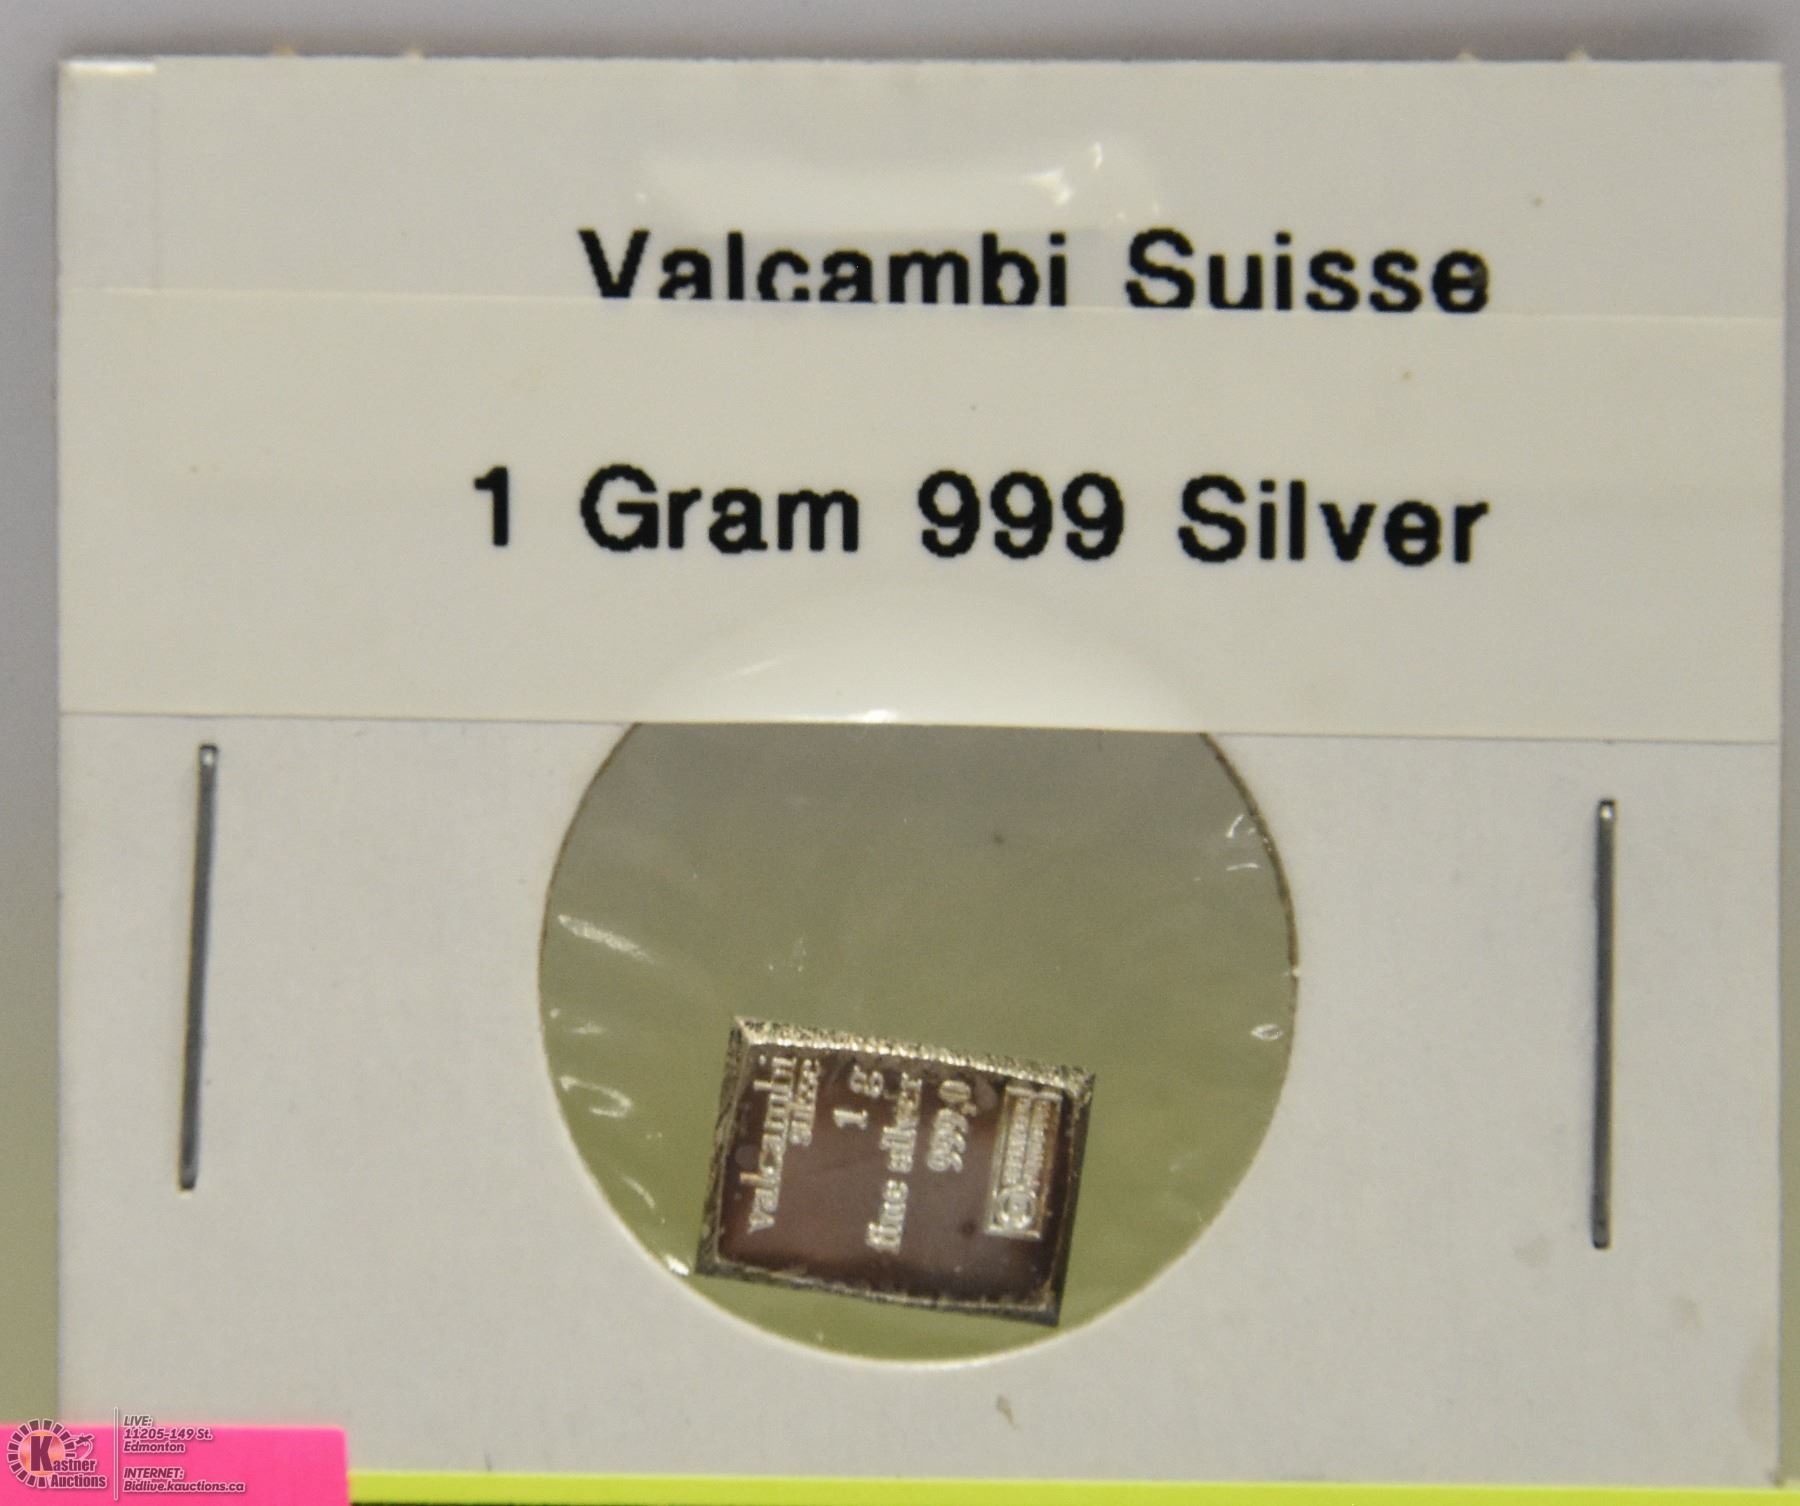 Valcambi Suisse
1 Gram 999 Silver
valcambi
suisse
1 g
fine silver
999,0
Kastner
Auctions
LIVE:
11205-149 St.
Edmonton
INTERNET:
Bidlive.kauctions.ca